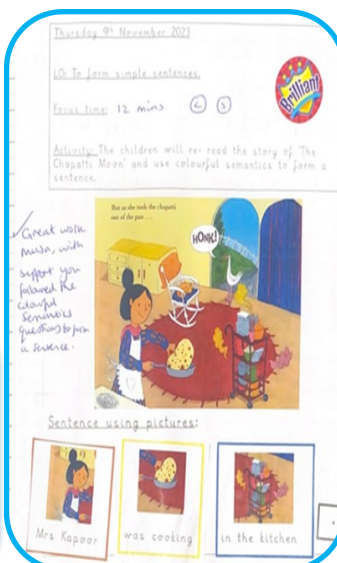 Thursday 9th November 2023
LO: To form simple sentences.
Focus time: 12 mins
Brilliant
Activity: The children will re-read the story of 'The
Chapatti Moon' and use colourful semantics to form a
sentence.
Great work
Musa, with
support you
followed the
colourful
Semantics
questions to form
a sentence.
But as she took the chapatti
out of the pan . . .
HONK!
Sentence using pictures:
Mrs Kapoor
was cooking
in the kitchen
.